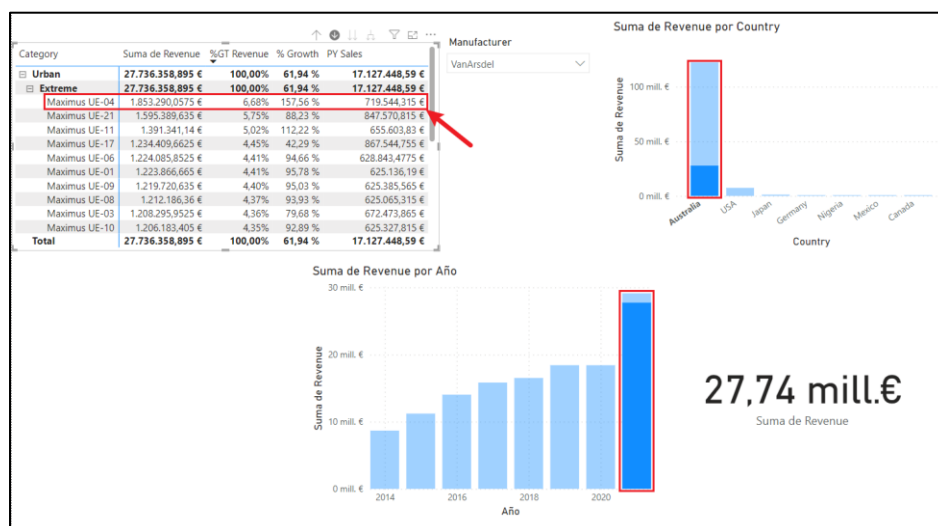 Category Suma de Revenue %GT Revenue % Growth PY Sales
Urban 27.736.358,895 € 100,00% 61,94 % 17.127.448,59 €
Extreme 27.736.358,895 € 100,00% 61,94 % 17.127.448,59 €
Maximus UE-04 1.853.290,0575 € 6,68% 157,56 % 719.544,315 €
Maximus UE-21 1.595.389,635 € 5,75% 88,23 % 847.570,815 €
Maximus UE-11 1.391.341,14 € 5,02% 112,22 % 655.603,83 €
Maximus UE-17 1.234.409,6625 € 4,45% 42,29 % 867.544,755 €
Maximus UE-06 1.224.085,8525 € 4,41% 94,66 % 628.843,4775 €
Maximus UE-01 1.223.866,665 € 4,41% 95,78 % 625.136,19 €
Maximus UE-09 1.219.720,635 € 4,40% 95,03 % 625.385,565 €
Maximus UE-08 1.212.186,36 € 4,37% 93,93 % 625.065,315 €
Maximus UE-03 1.208.295,9525 € 4,36% 79,68 % 672.473,865 €
Maximus UE-10 1.206.183,405 € 4,35% 92,89 % 625.327,815 €
Total 27.736.358,895 € 100,00% 61,94 % 17.127.448,59 €
Manufacturer
VanArsdel
Suma de Revenue por Country
Suma de Revenue
100 mill. €
50 mill. €
0 mill. €
Australia USA Japan Germany Nigeria Mexico Canada
Country
Suma de Revenue por Año
Suma de Revenue
30 mill. €
20 mill. €
10 mill. €
0 mill. €
2014 2016 2018 2020
Año
27,74 mill.€
Suma de Revenue